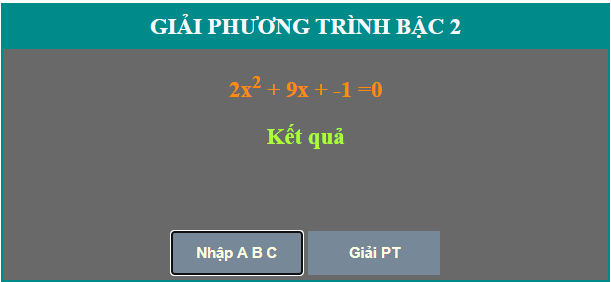 GIẢI PHƯƠNG TRÌNH BẬC 2
2x² + 9x + -1 =0
Kết quả
Nhập A B C Giải PT